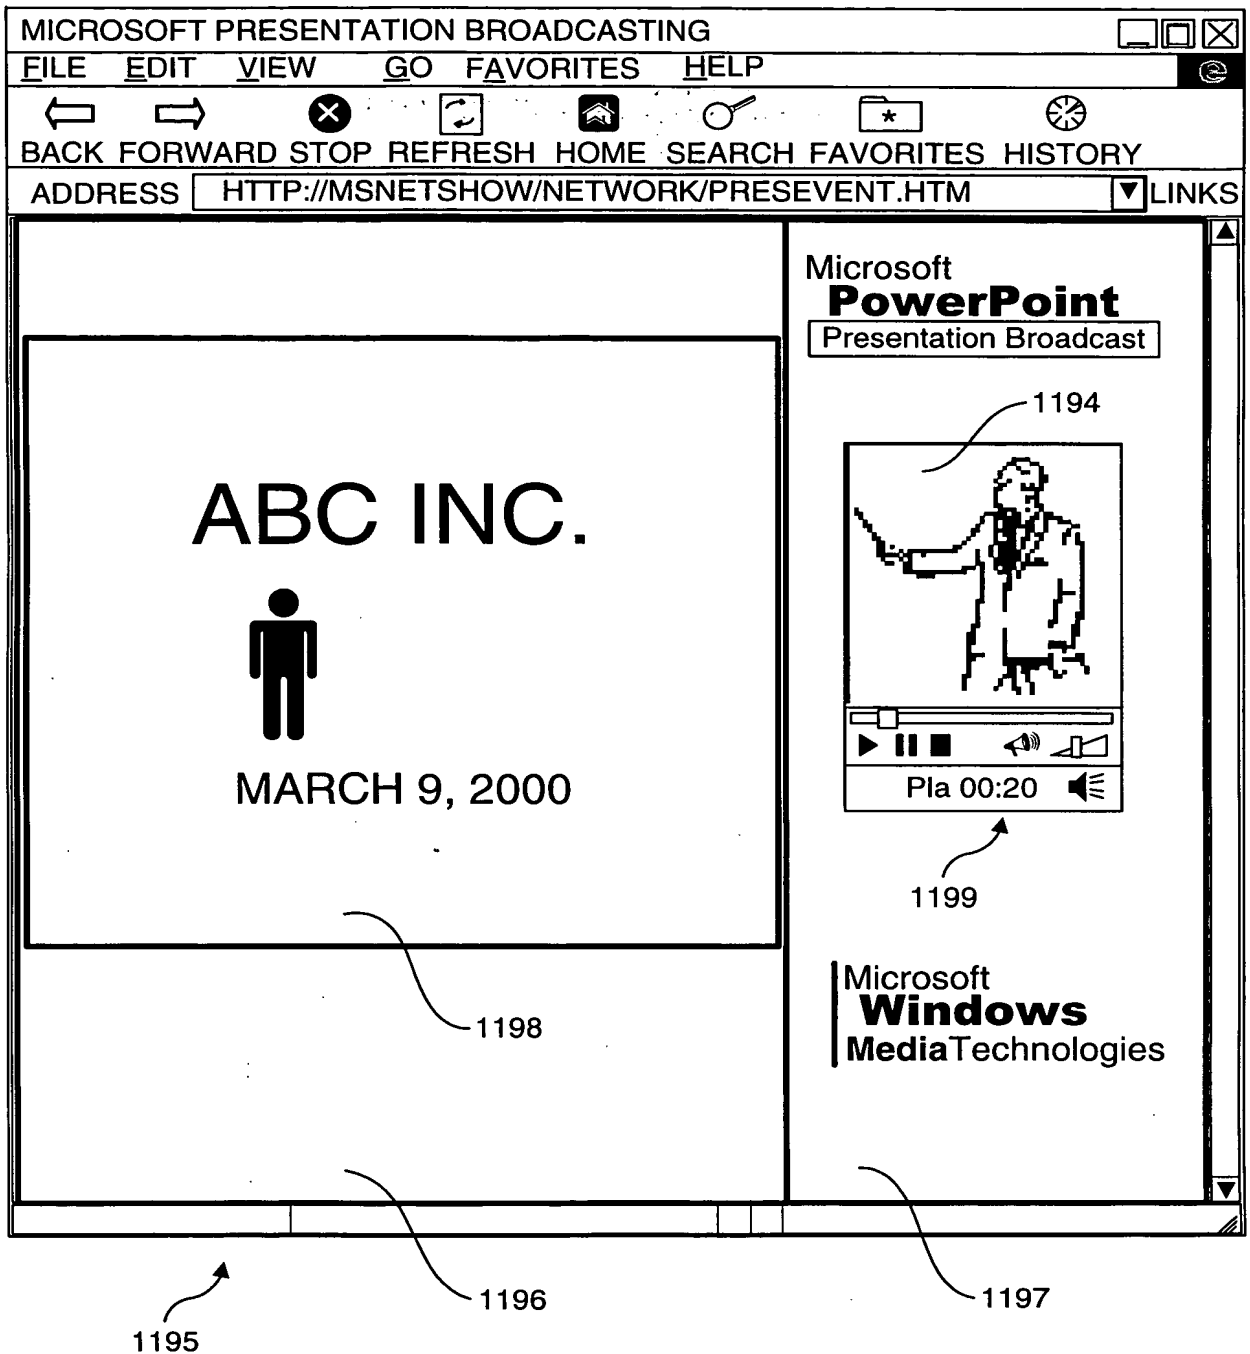 MICROSOFT PRESENTATION BROADCASTING
FILE EDIT VIEW GO FAVORITES HELP
BACK FORWARD STOP REFRESH HOME SEARCH FAVORITES HISTORY
ADDRESS HTTP://MSNETSHOW/NETWORK/PRESEVENT.HTM LINKS
Microsoft
PowerPoint
Presentation Broadcast
1194
ABC INC.
MARCH 9, 2000
Pla 00:20
1199
1198
Microsoft
Windows
MediaTechnologies
1196
1197
1195